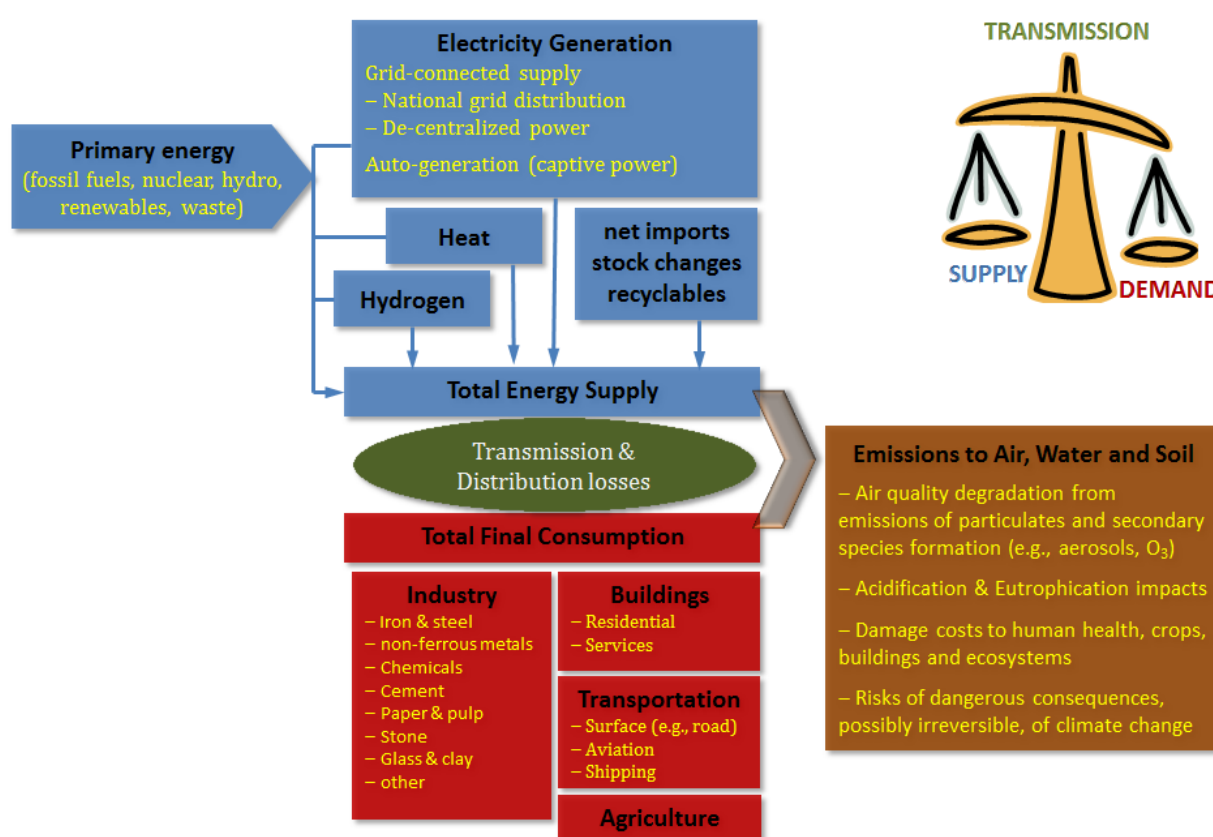 Electricity Generation
Grid-connected supply
– National grid distribution
– De-centralized power
Auto-generation (captive power)
Primary energy
(fossil fuels, nuclear, hydro,
renewables, waste)
Heat
Hydrogen
net imports
stock changes
recyclables
Total Energy Supply
Transmission &
Distribution losses
Total Final Consumption
Industry
– Iron & steel
– non-ferrous metals
– Chemicals
– Cement
– Paper & pulp
– Stone
– Glass & clay
– other
Buildings
– Residential
– Services
Transportation
– Surface (e.g., road)
– Aviation
– Shipping
Agriculture
TRANSMISSION
SUPPLY
DEMAND
Emissions to Air, Water and Soil
– Air quality degradation from
emissions of particulates and secondary
species formation (e.g., aerosols, O₃)
– Acidification & Eutrophication impacts
– Damage costs to human health, crops,
buildings and ecosystems
– Risks of dangerous consequences,
possibly irreversible, of climate change